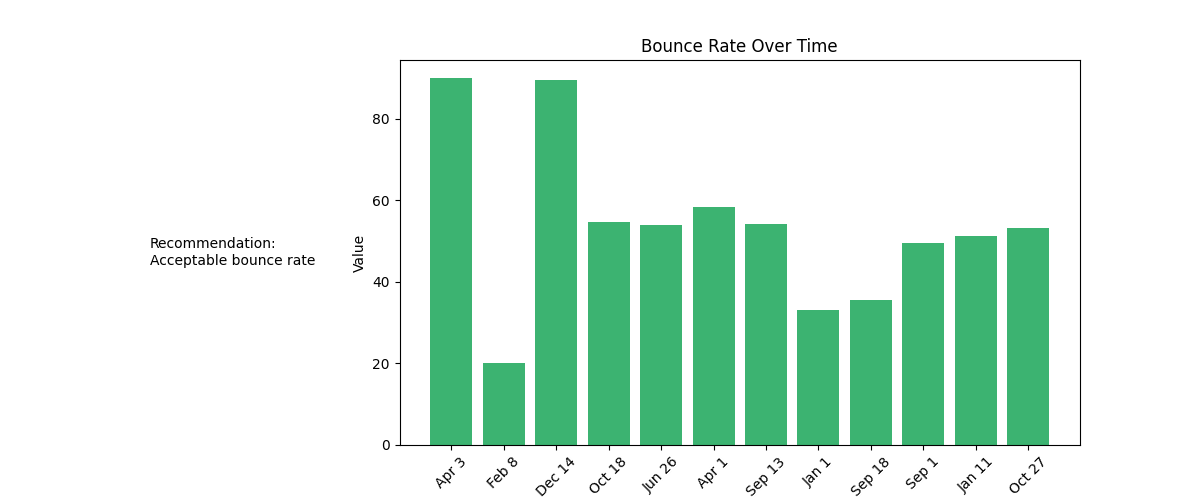 Bounce Rate Over Time
Recommendation:
Acceptable bounce rate
Value
80
60
40
20
0
Apr 3
Feb 8
Dec 14
Oct 18
Jun 26
Apr 1
Sep 13
Jan 1
Sep 18
Sep 1
Jan 11
Oct 27